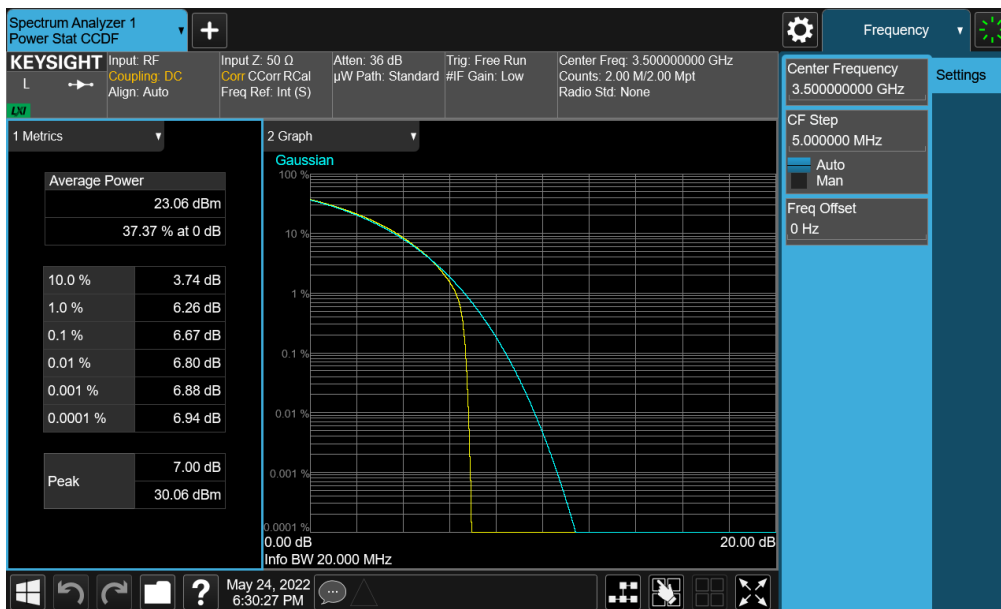 Spectrum Analyzer 1
Power Stat CCDF
Frequency
KEYSIGHT
L
LXI
Input: RF
Coupling: DC
Align: Auto
Input Z: 50 Ω
Corr CCorr RCal
Freq Ref: Int (S)
Atten: 36 dB
µW Path: Standard
Trig: Free Run
#IF Gain: Low
Center Freq: 3.500000000 GHz
Counts: 2.00 M/2.00 Mpt
Radio Std: None
Center Frequency
3.500000000 GHz
Settings
CF Step
5.000000 MHz
Auto
Man
Freq Offset
0 Hz
1 Metrics
Average Power
23.06 dBm
37.37 % at 0 dB
10.0 % 3.74 dB
1.0 % 6.26 dB
0.1 % 6.67 dB
0.01 % 6.80 dB
0.001 % 6.88 dB
0.0001 % 6.94 dB
Peak
7.00 dB
30.06 dBm
2 Graph
Gaussian
100 %
10 %
1 %
0.1 %
0.01 %
0.001 %
0.0001 %
0.00 dB 20.00 dB
Info BW 20.000 MHz
?
May 24, 2022
6:30:27 PM